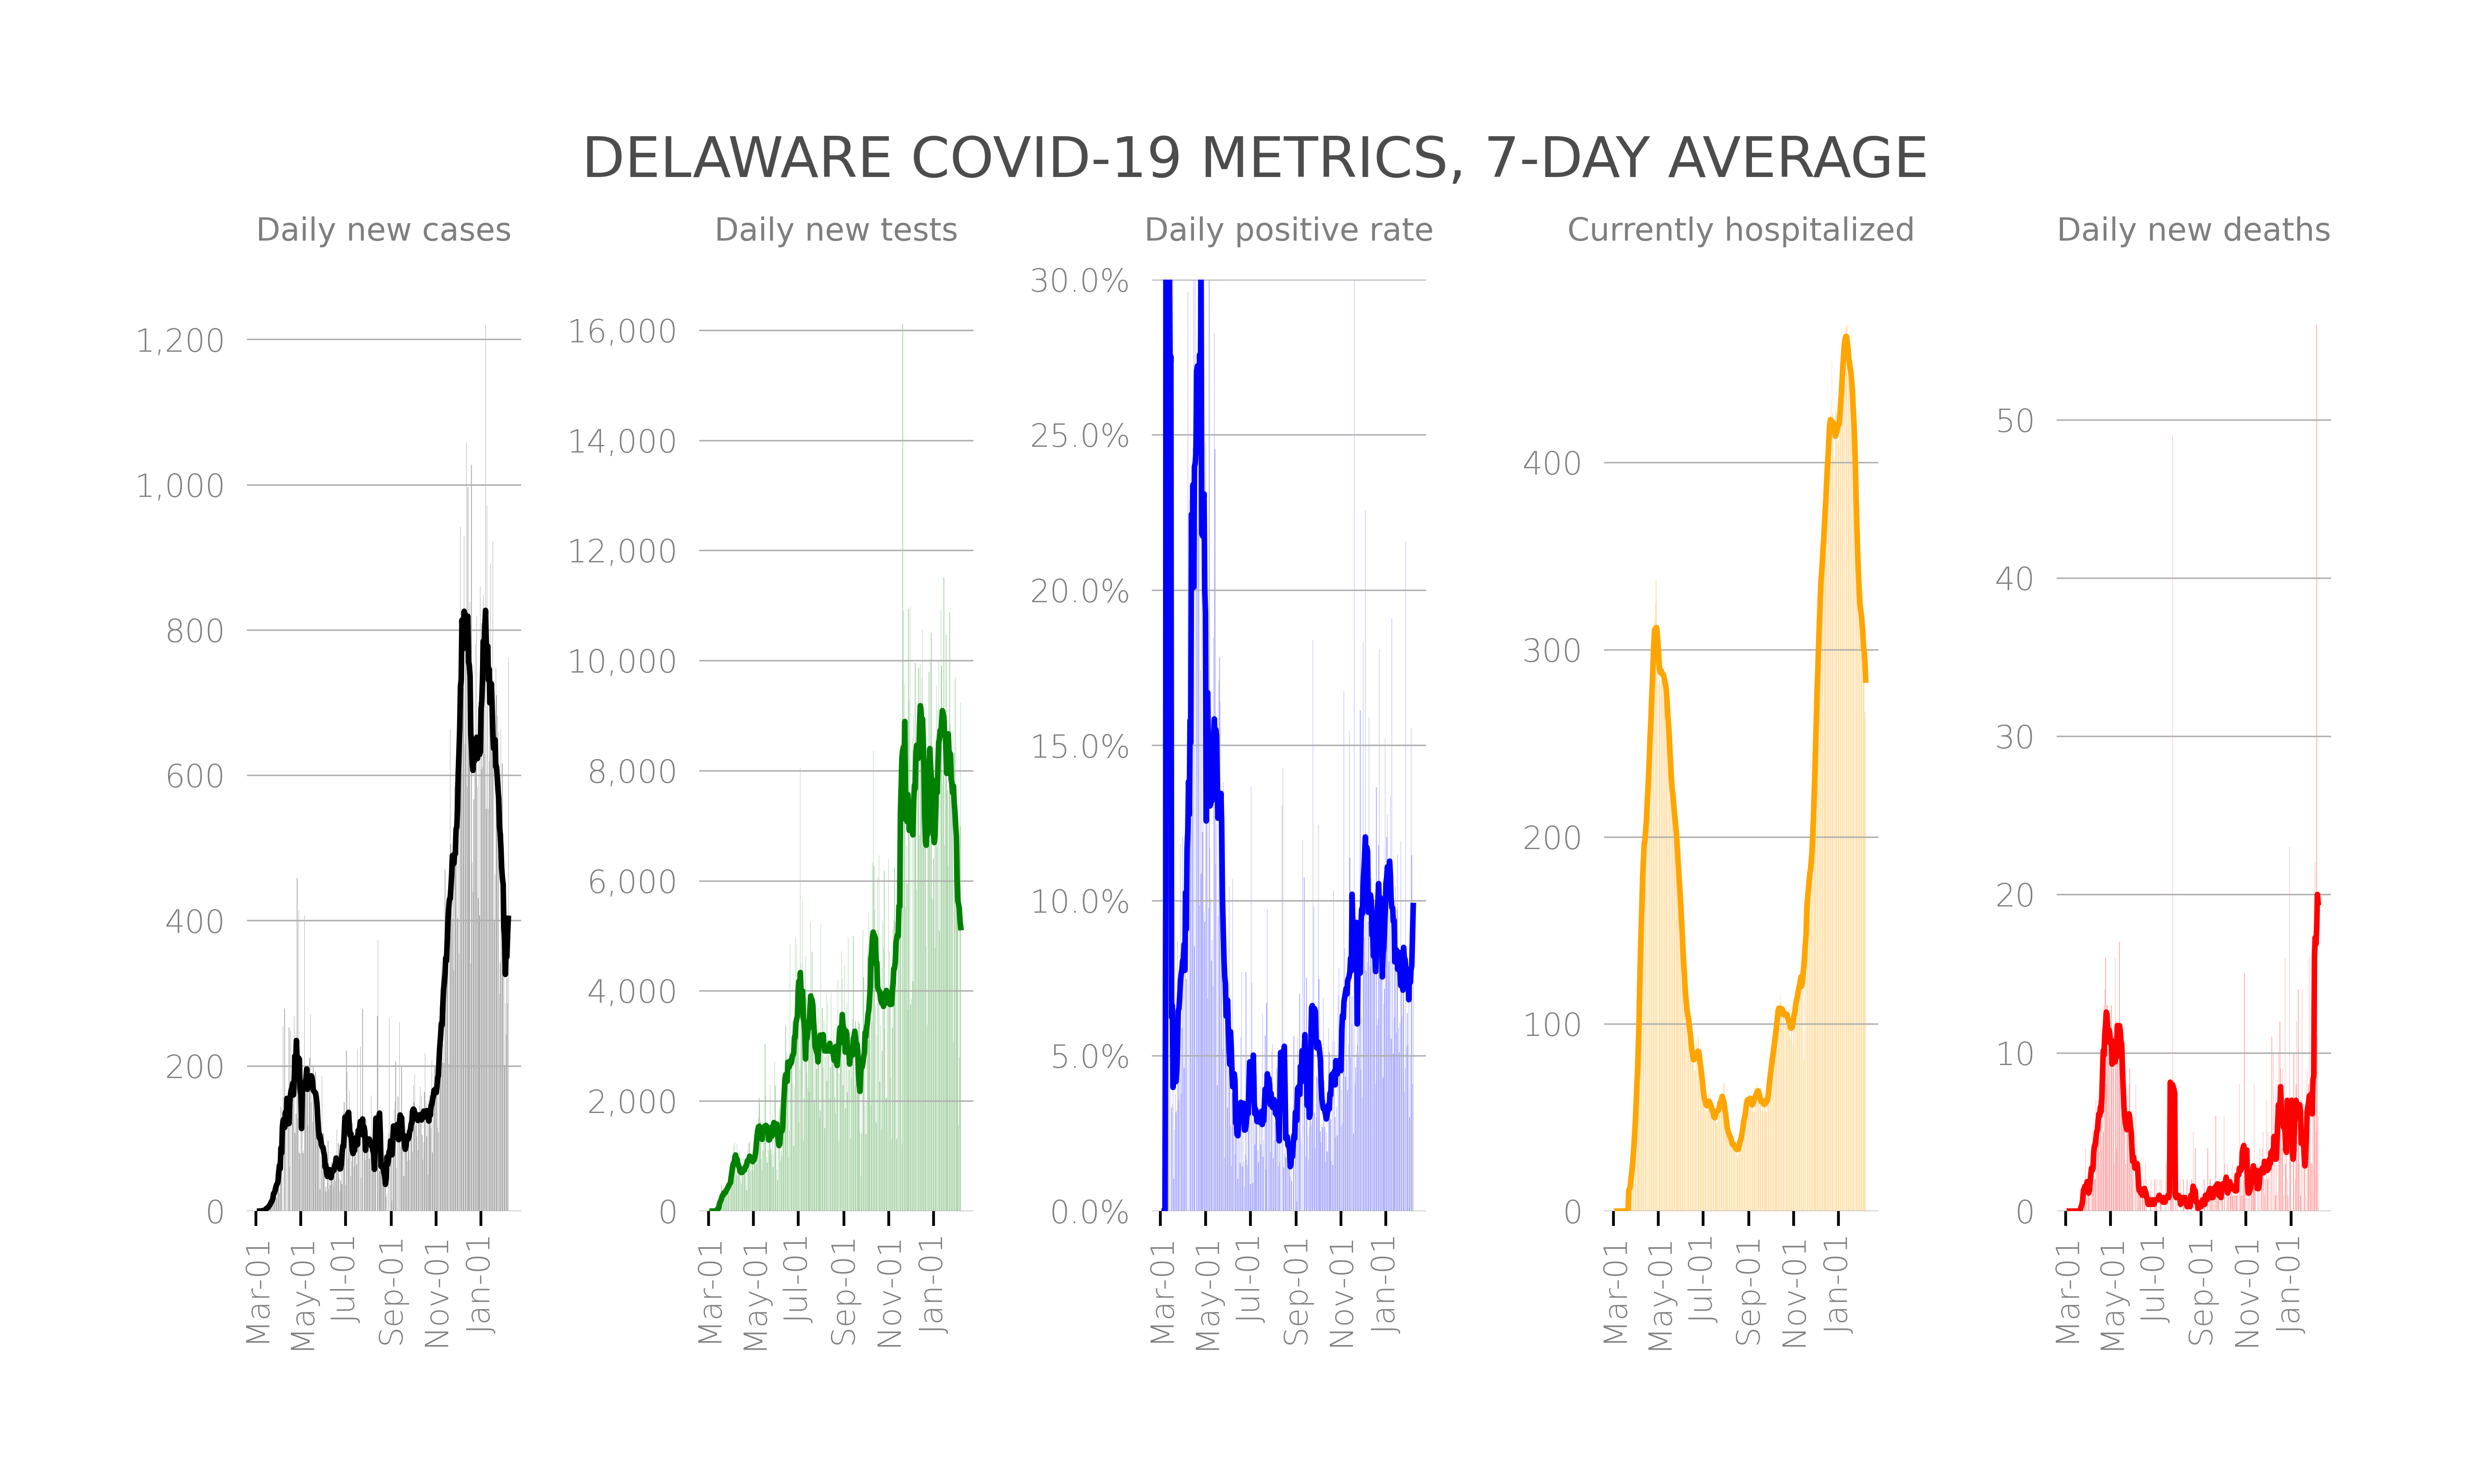 DELAWARE COVID-19 METRICS, 7-DAY AVERAGE
Daily new cases
1,200
1,000
800
600
400
200
0
Mar-01
May-01
Jul-01
Sep-01
Nov-01
Jan-01
Daily new tests
16,000
14,000
12,000
10,000
8,000
6,000
4,000
2,000
0
Mar-01
May-01
Jul-01
Sep-01
Nov-01
Jan-01
Daily positive rate
30.0%
25.0%
20.0%
15.0%
10.0%
5.0%
0.0%
Mar-01
May-01
Jul-01
Sep-01
Nov-01
Jan-01
Currently hospitalized
400
300
200
100
0
Mar-01
May-01
Jul-01
Sep-01
Nov-01
Jan-01
Daily new deaths
50
40
30
20
10
0
Mar-01
May-01
Jul-01
Sep-01
Nov-01
Jan-01